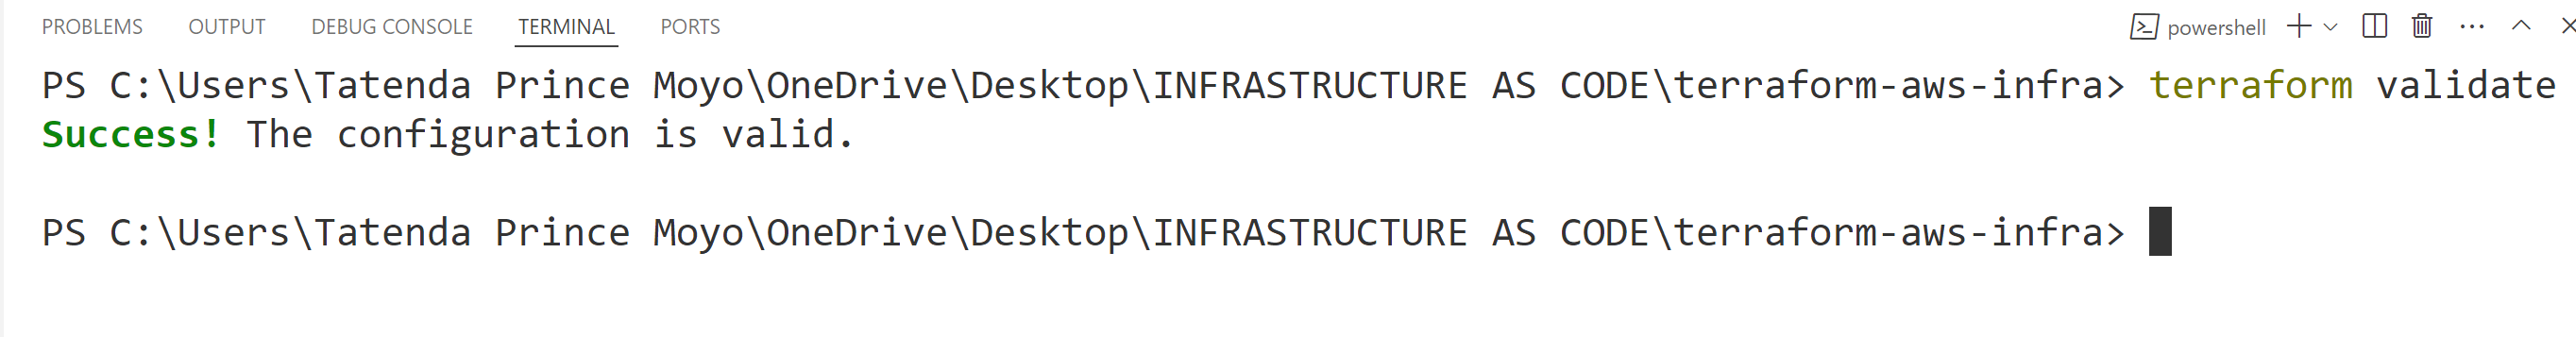 PROBLEMS OUTPUT DEBUG CONSOLE TERMINAL PORTS powershell
PS C:\Users\Tatenda Prince Moyo\OneDrive\Desktop\INFRASTRUCTURE AS CODE\terraform-aws-infra> terraform validate
Success! The configuration is valid.
PS C:\Users\Tatenda Prince Moyo\OneDrive\Desktop\INFRASTRUCTURE AS CODE\terraform-aws-infra>